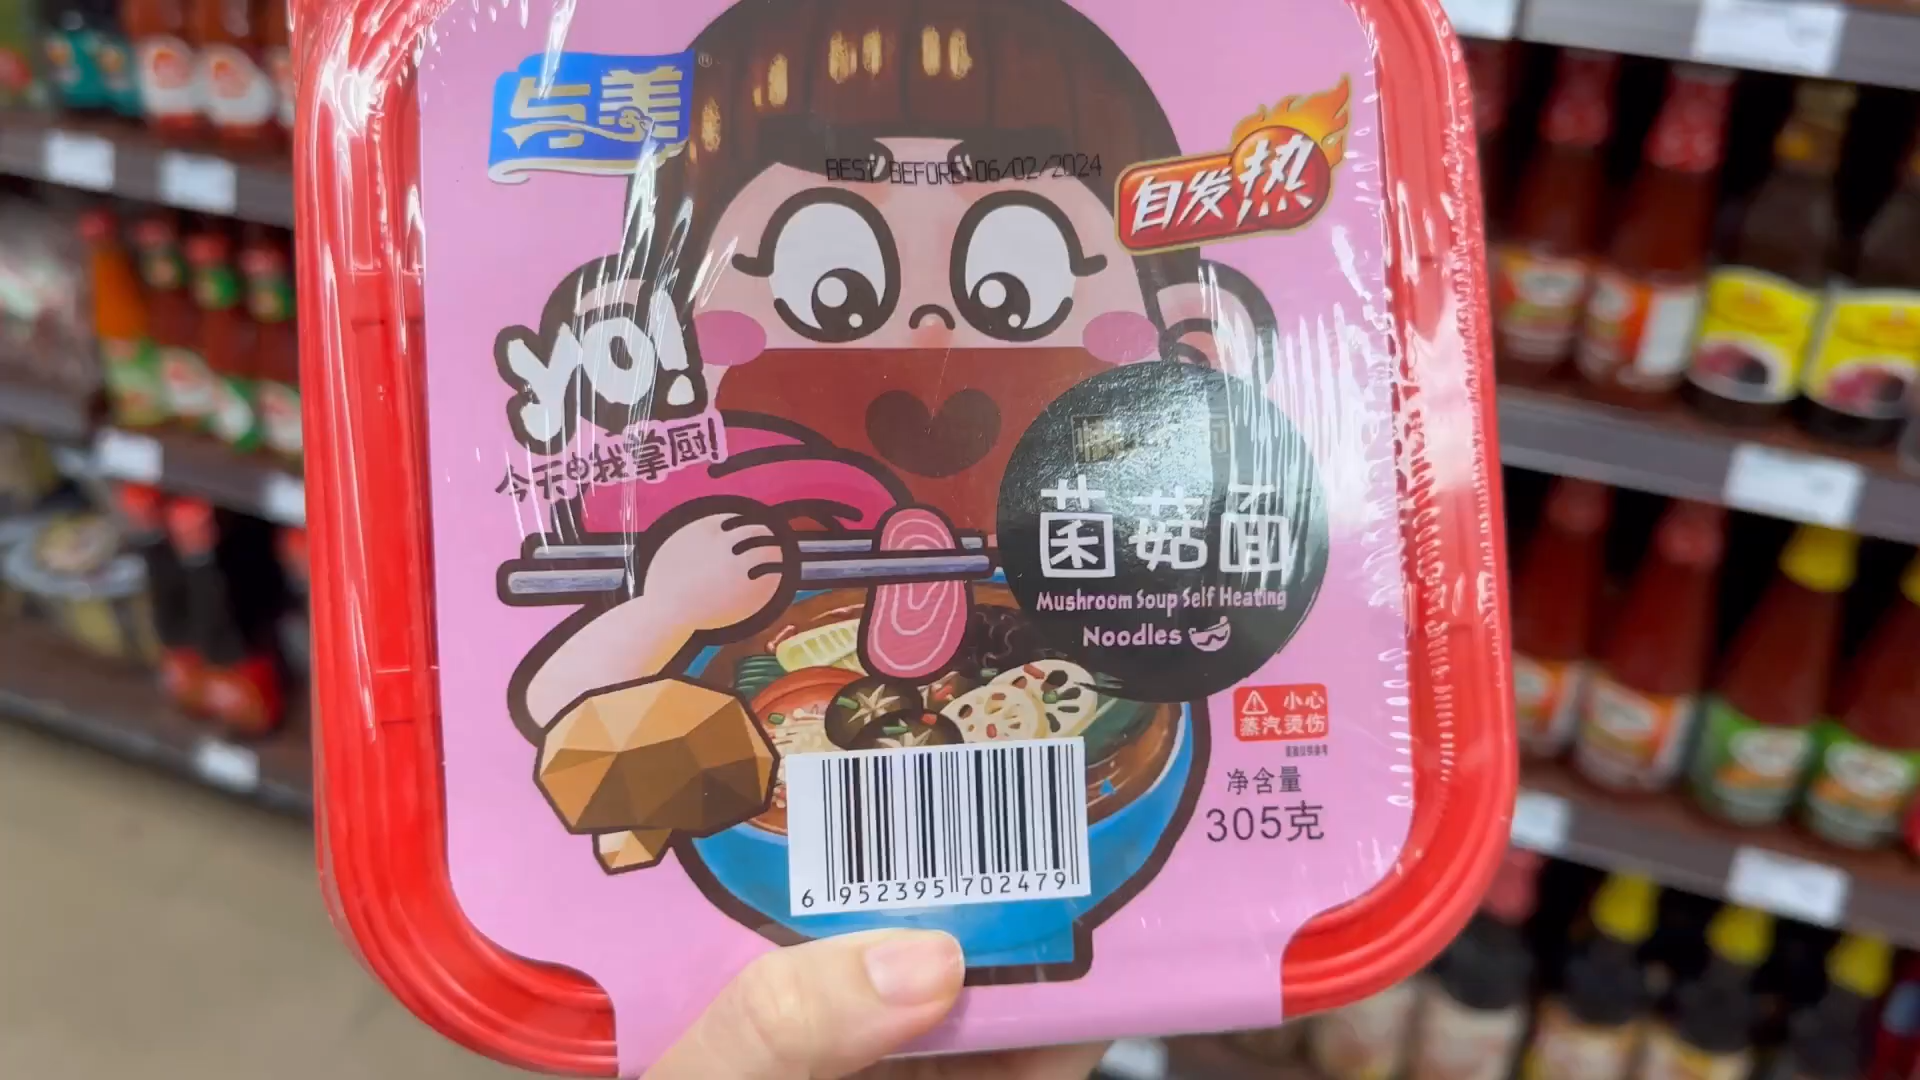 与美
BEST BEFORE:06/02/2024
自发热
yo!
今天由我掌厨!
菌菇面
Mushroom Soup Self Heating
Noodles
小心
蒸汽烫伤
净含量
305克
6 952395 702479